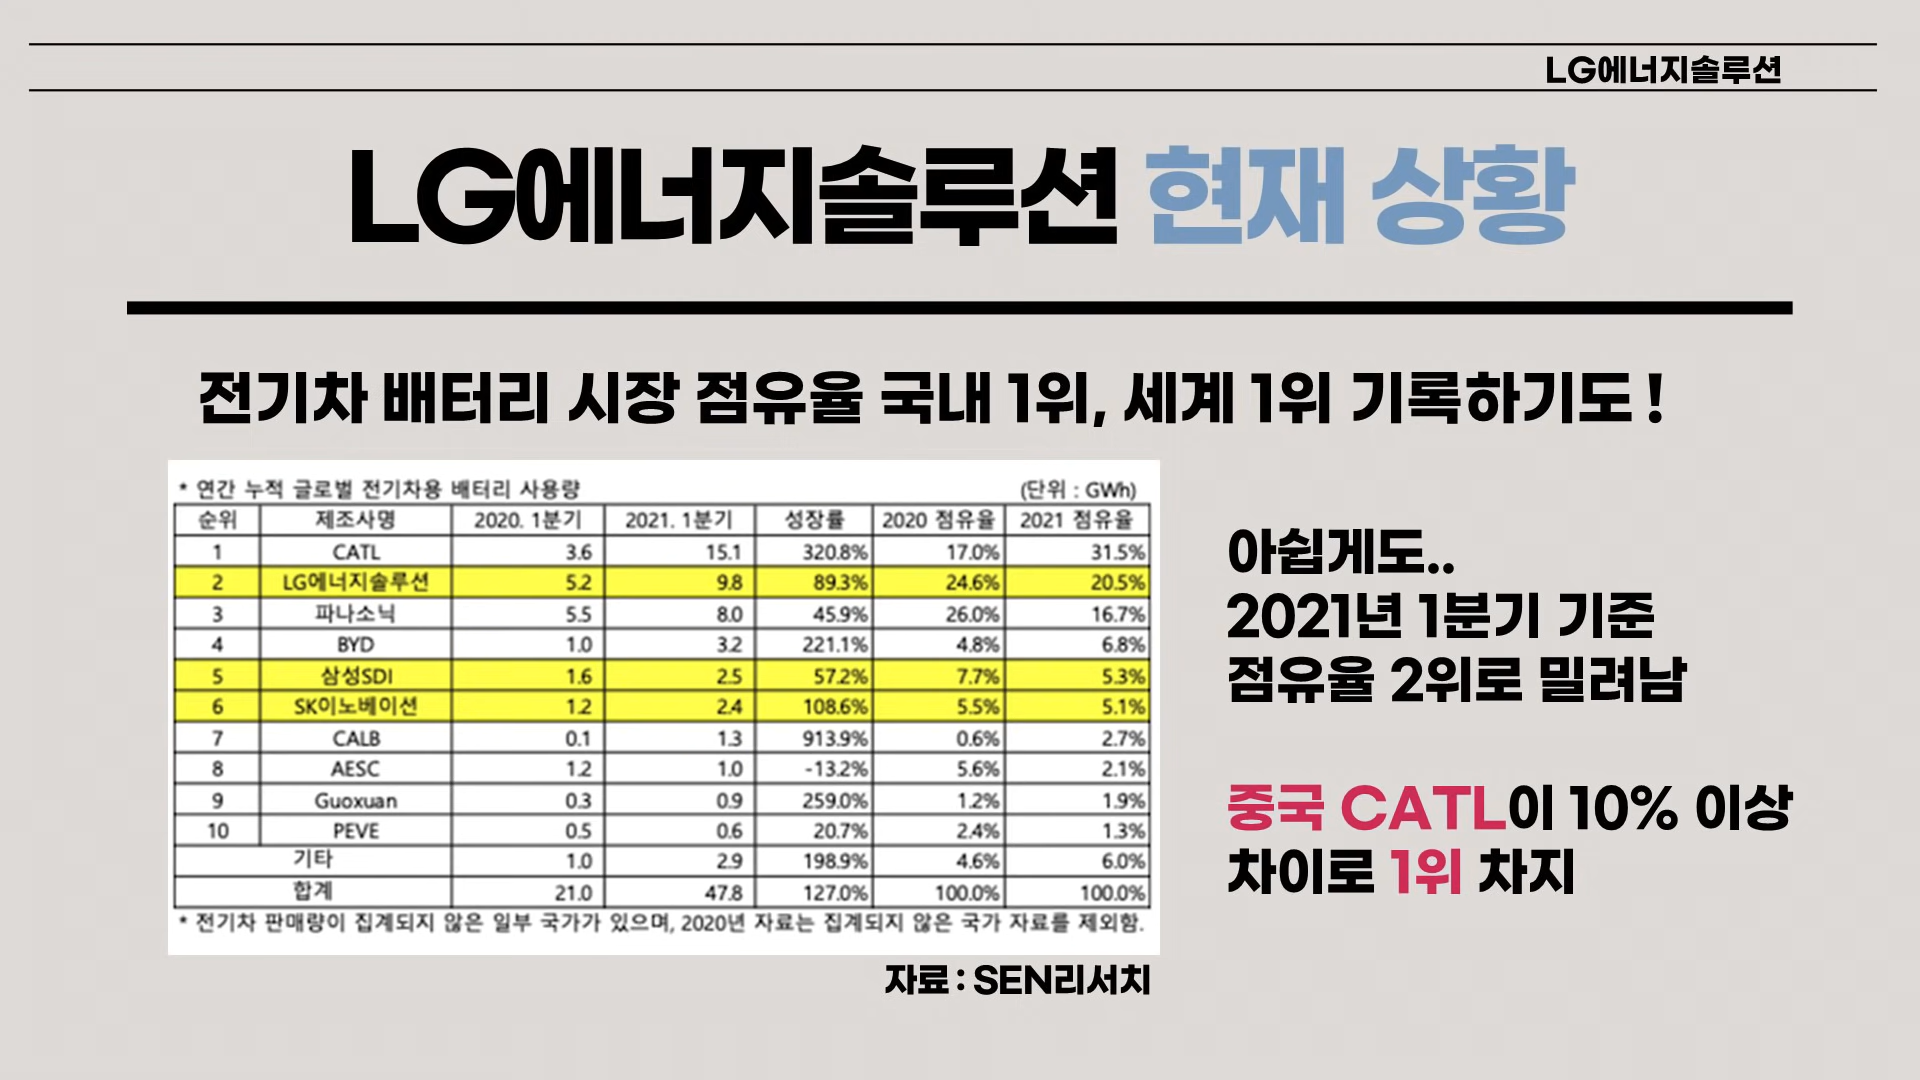 LG에너지솔루션
LG에너지솔루션 현재 상황
전기차 배터리 시장 점유율 국내 1위, 세계 1위 기록하기도!
* 연간 누적 글로벌 전기차용 배터리 사용량 (단위 : GWh)
순위 제조사명 2020. 1분기 2021. 1분기 성장률 2020 점유율 2021 점유율
1 CATL 3.6 15.1 320.8% 17.0% 31.5%
2 LG에너지솔루션 5.2 9.8 89.3% 24.6% 20.5%
3 파나소닉 5.5 8.0 45.9% 26.0% 16.7%
4 BYD 1.0 3.2 221.1% 4.8% 6.8%
5 삼성SDI 1.6 2.5 57.2% 7.7% 5.3%
6 SK이노베이션 1.2 2.4 108.6% 5.5% 5.1%
7 CALB 0.1 1.3 913.9% 0.6% 2.7%
8 AESC 1.2 1.0 -13.2% 5.6% 2.1%
9 Guoxuan 0.3 0.9 259.0% 1.2% 1.9%
10 PEVE 0.5 0.6 20.7% 2.4% 1.3%
기타 1.0 2.9 198.9% 4.6% 6.0%
합계 21.0 47.8 127.0% 100.0% 100.0%
* 전기차 판매량이 집계되지 않은 일부 국가가 있으며, 2020년 자료는 집계되지 않은 국가 자료를 제외함.
자료 : SEN리서치
아쉽게도..
2021년 1분기 기준
점유율 2위로 밀려남
중국 CATL이 10% 이상
차이로 1위 차지